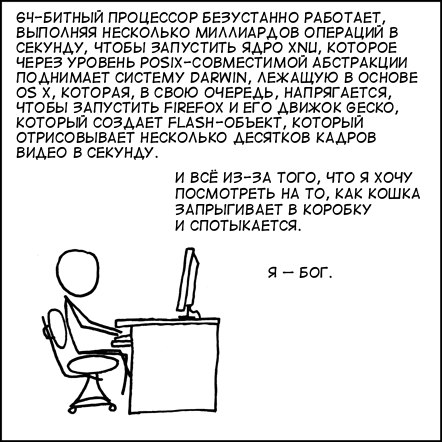 64-БИТНЫЙ ПРОЦЕССОР БЕЗУСТАННО РАБОТАЕТ,
ВЫПОЛНЯЯ НЕСКОЛЬКО МИЛЛИАРДОВ ОПЕРАЦИЙ В
СЕКУНДУ, ЧТОБЫ ЗАПУСТИТЬ ЯДРО XNU, КОТОРОЕ
ЧЕРЕЗ УРОВЕНЬ POSIX-СОВМЕСТИМОЙ АБСТРАКЦИИ
ПОДНИМАЕТ СИСТЕМУ DARWIN, ЛЕЖАЩУЮ В ОСНОВЕ
OS X, КОТОРАЯ, В СВОЮ ОЧЕРЕДЬ, НАПРЯГАЕТСЯ,
ЧТОБЫ ЗАПУСТИТЬ FIREFOX И ЕГО ДВИЖОК GECKO,
КОТОРЫЙ СОЗДАЕТ FLASH-ОБЪЕКТ, КОТОРЫЙ
ОТРИСОВЫВАЕТ НЕСКОЛЬКО ДЕСЯТКОВ КАДРОВ
ВИДЕО В СЕКУНДУ.
И ВСЁ ИЗ-ЗА ТОГО, ЧТО Я ХОЧУ
ПОСМОТРЕТЬ НА ТО, КАК КОШКА
ЗАПРЫГИВАЕТ В КОРОБКУ
И СПОТЫКАЕТСЯ.
Я — БОГ.